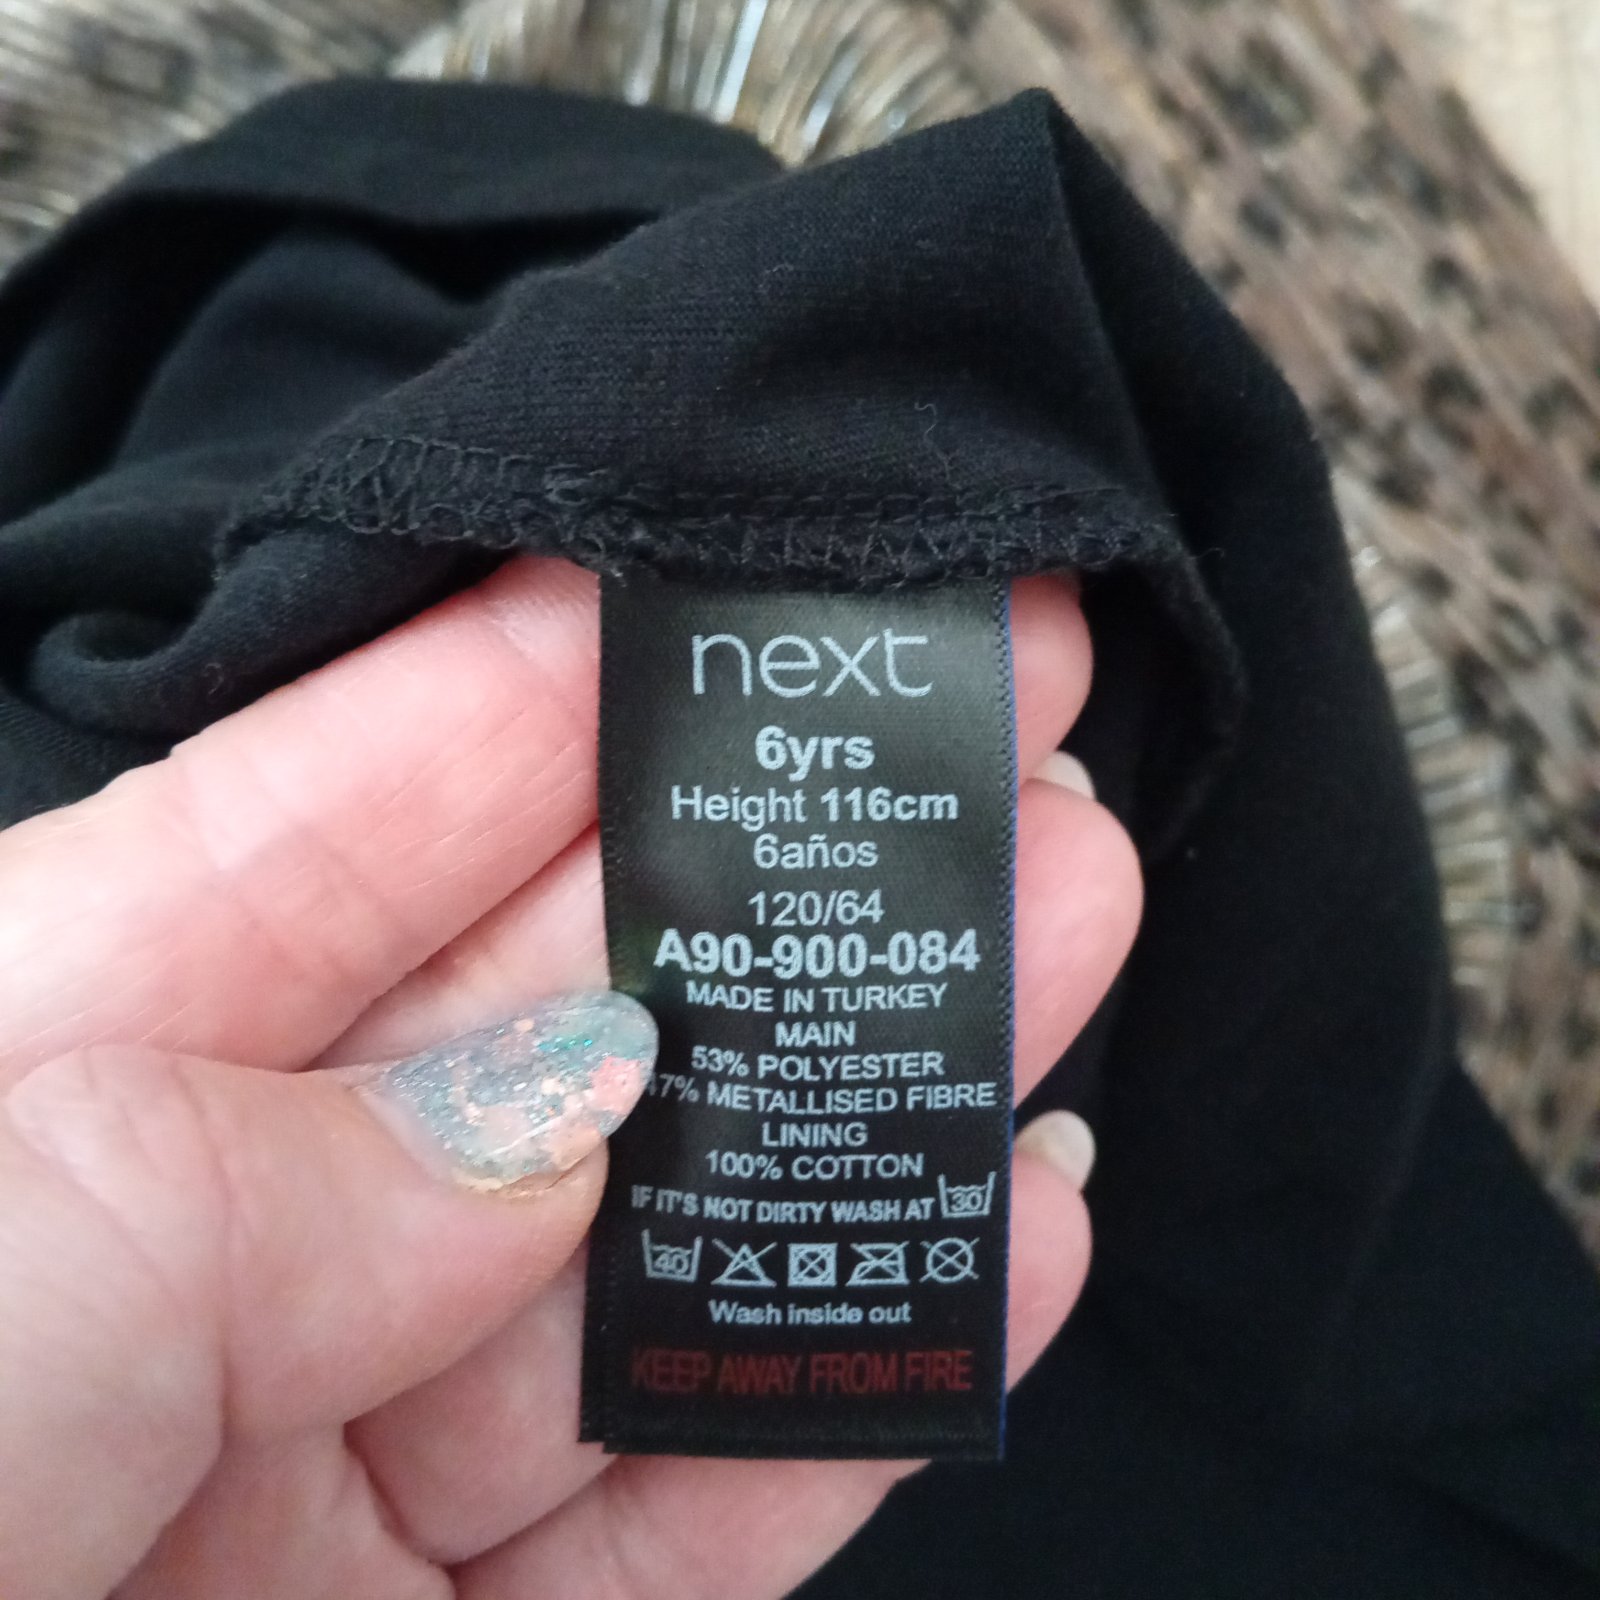 next
6yrs
Height 116cm
6años
120/64
A90-900-084
MADE IN TURKEY
MAIN
53% POLYESTER
47% METALLISED FIBRE
LINING
100% COTTON
IF IT'S NOT DIRTY WASH AT 30
40
Wash inside out
KEEP AWAY FROM FIRE